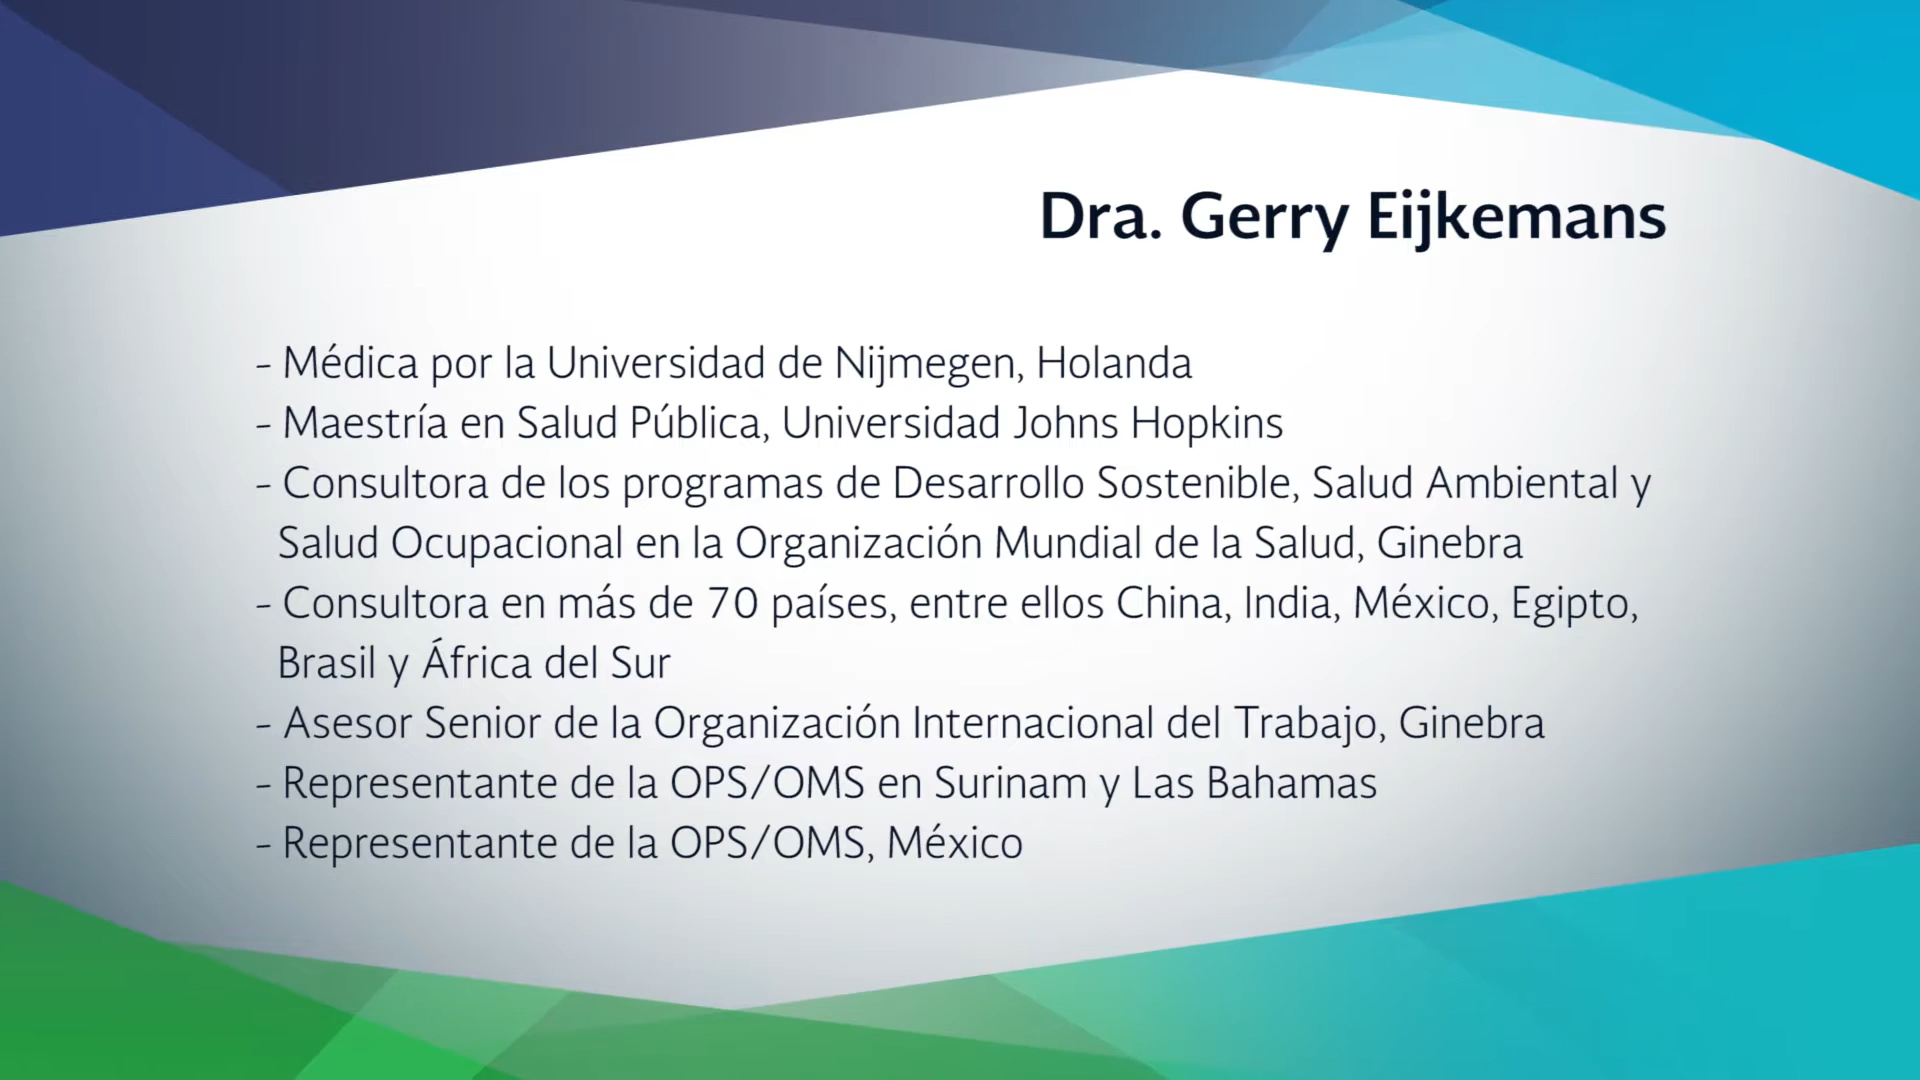 Dra. Gerry Eijkemans
- Médica por la Universidad de Nijmegen, Holanda
- Maestría en Salud Pública, Universidad Johns Hopkins
- Consultora de los programas de Desarrollo Sostenible, Salud Ambiental y
Salud Ocupacional en la Organización Mundial de la Salud, Ginebra
- Consultora en más de 70 países, entre ellos China, India, México, Egipto,
Brasil y África del Sur
- Asesor Senior de la Organización Internacional del Trabajo, Ginebra
- Representante de la OPS/OMS en Surinam y Las Bahamas
- Representante de la OPS/OMS, México